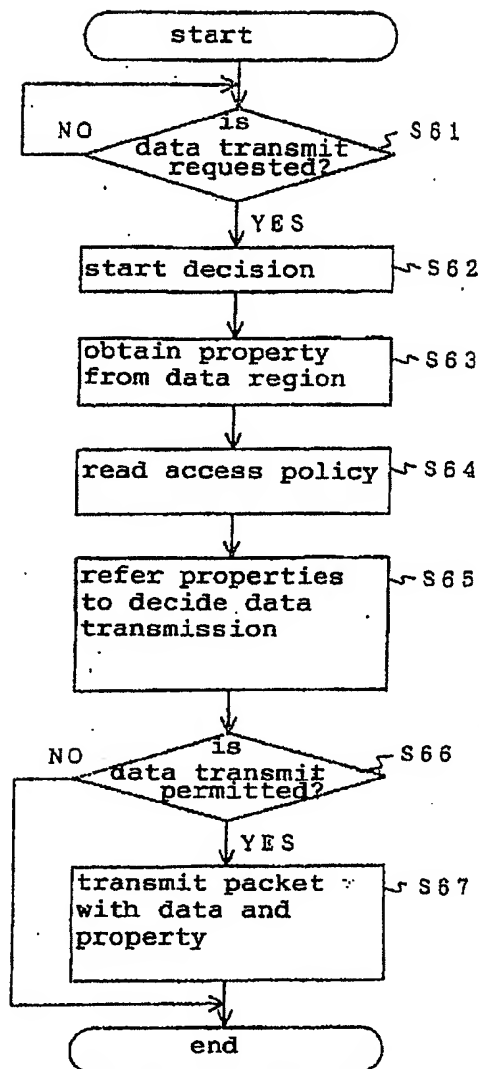 start
NO
is
data transmit
requested?
S61
YES
start decision
S62
obtain property
from data region
S63
read access policy
S64
refer properties
to decide data
transmission
S65
NO
is
data transmit
permitted?
S66
YES
transmit packet
with data and
property
S67
end